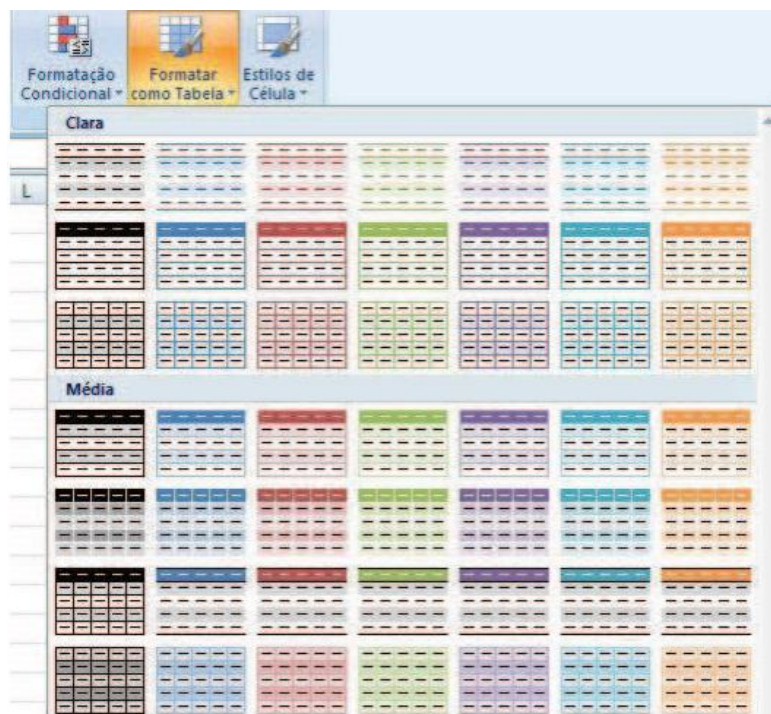 Formatação Condicional
Formatar como Tabela
Estilos de Célula
Clara
L
Média